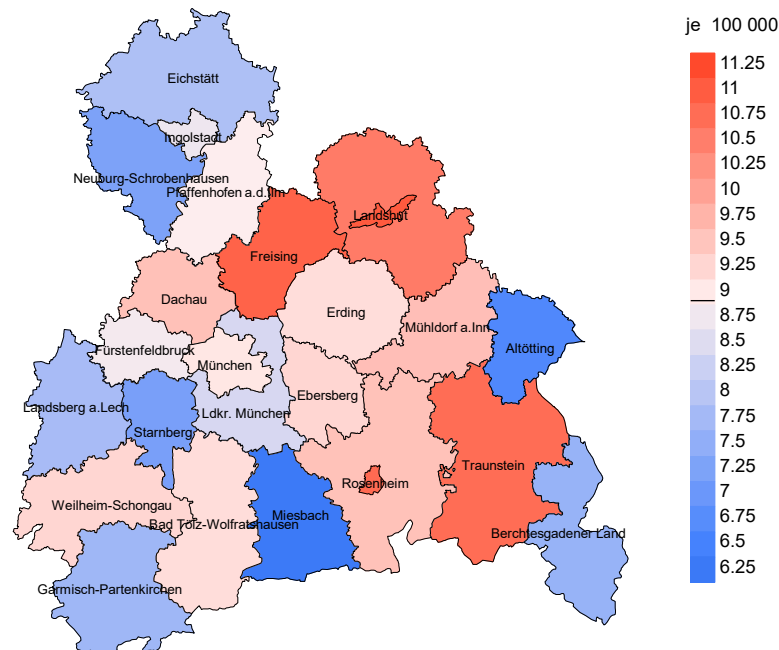 je 100 000
11.25
11
10.75
10.5
10.25
10
9.75
9.5
9.25
9
8.75
8.5
8.25
8
7.75
7.5
7.25
7
6.75
6.5
6.25
Eichstätt
Ingolstadt
Neuburg-Schrobenhausen
Pfaffenhofen a.d.Ilm
Landshut
Freising
Dachau
Erding
Mühldorf a.Inn
Altötting
Fürstenfeldbruck
München
Ebersberg
Landsberg a.Lech
Ldkr. München
Starnberg
Traunstein
Rosenheim
Weilheim-Schongau
Miesbach
Bad Tölz-Wolfratshausen
Berchtesgadener Land
Garmisch-Partenkirchen